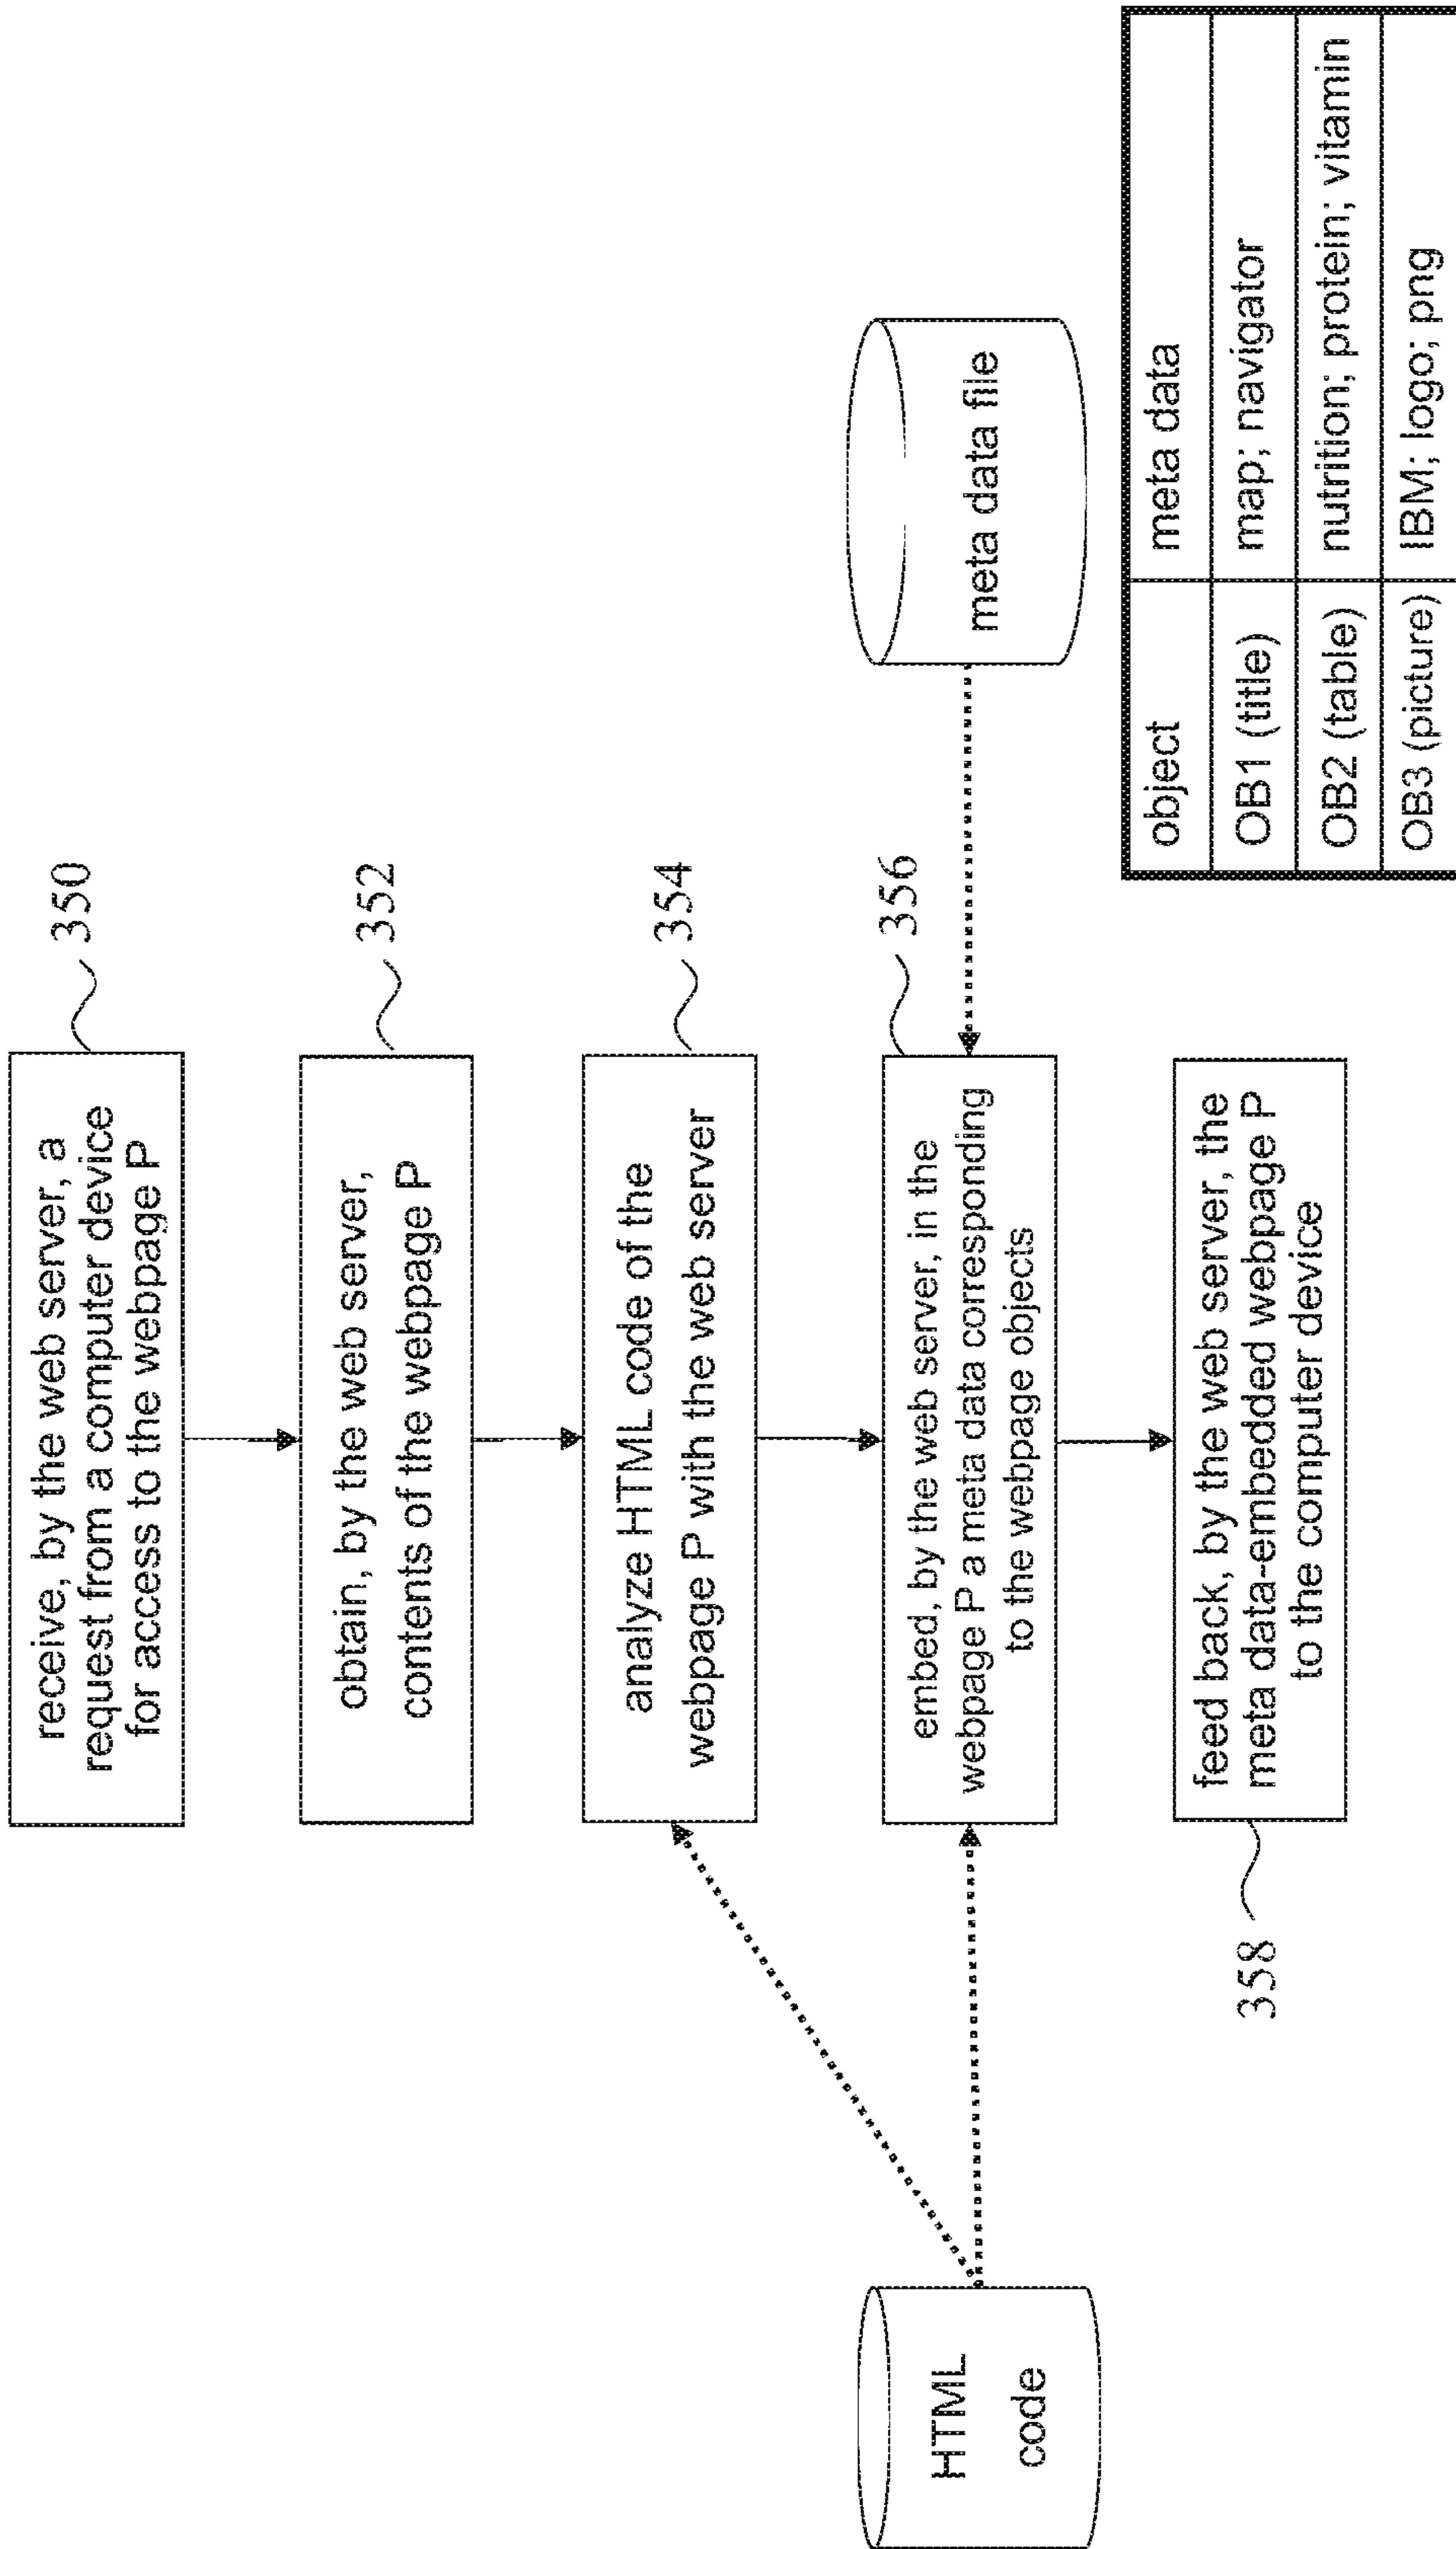 receive, by the web server, a
request from a computer device
for access to the webpage P
350
obtain, by the web server,
contents of the webpage P
352
analyze HTML code of the
webpage P with the web server
354
embed, by the web server, in the
webpage P a meta data corresponding
to the webpage objects
356
feed back, by the web server, the
meta data-embedded webpage P
to the computer device
358
HTML
code
meta data file
object meta data
OB1 (title) map; navigator
OB2 (table) nutrition; protein; vitamin
OB3 (picture) IBM; logo; png